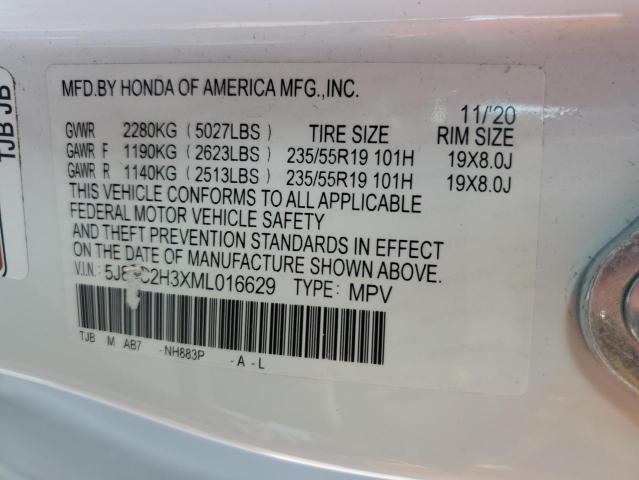 TJB JB
MFD.BY HONDA OF AMERICA MFG.,INC.
11/'20
GVWR 2280KG (5027LBS) TIRE SIZE RIM SIZE
GAWR F 1190KG (2623LBS) 235/55R19 101H 19X8.0J
GAWR R 1140KG (2513LBS) 235/55R19 101H 19X8.0J
THIS VEHICLE CONFORMS TO ALL APPLICABLE
FEDERAL MOTOR VEHICLE SAFETY
AND THEFT PREVENTION STANDARDS IN EFFECT
ON THE DATE OF MANUFACTURE SHOWN ABOVE.
V.I.N: TYPE: MPV
TJB M AB7 -NH883P -A-L